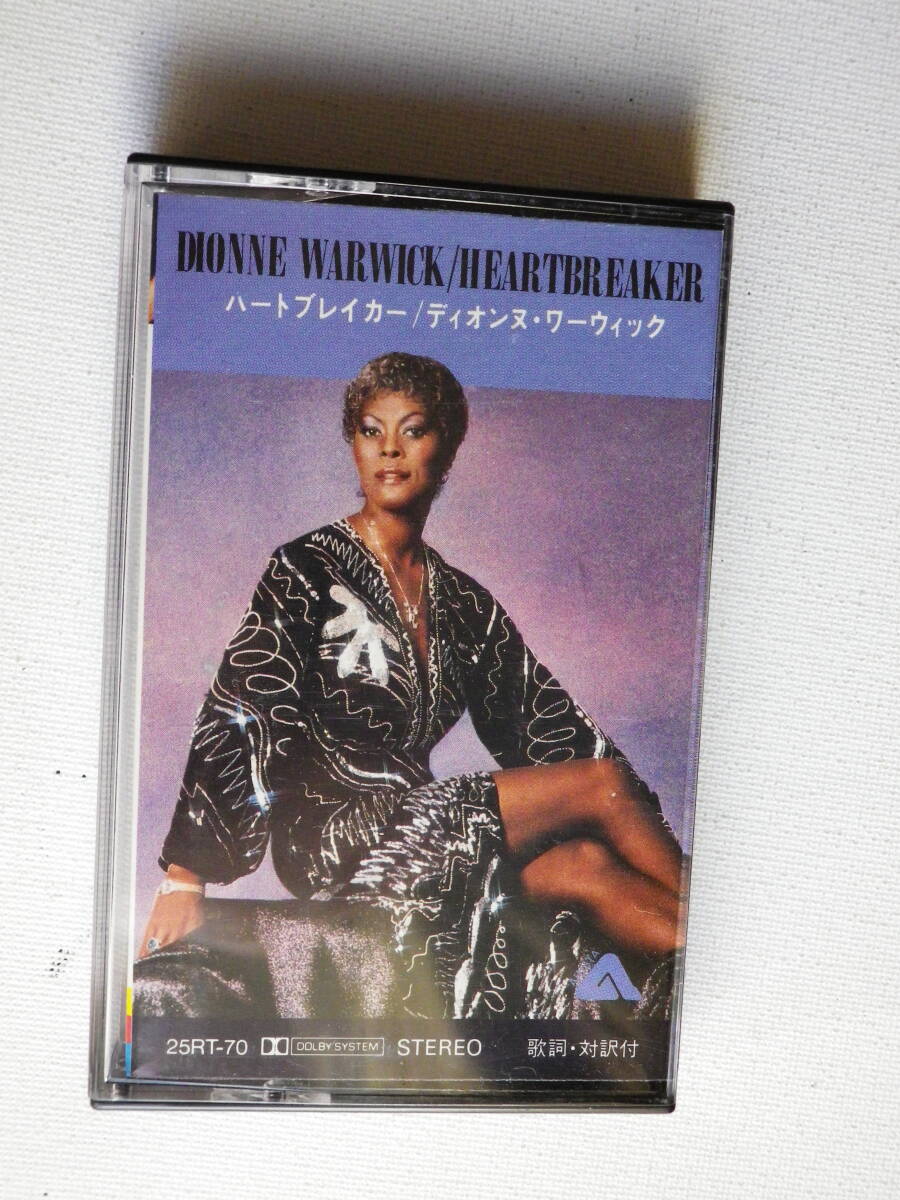 DIONNE WARWICK/HEARTBREAKER
ハートブレイカー/ディオンヌ・ワーウィック
25RT-70 DOLBY SYSTEM STEREO 歌詞・対訳付